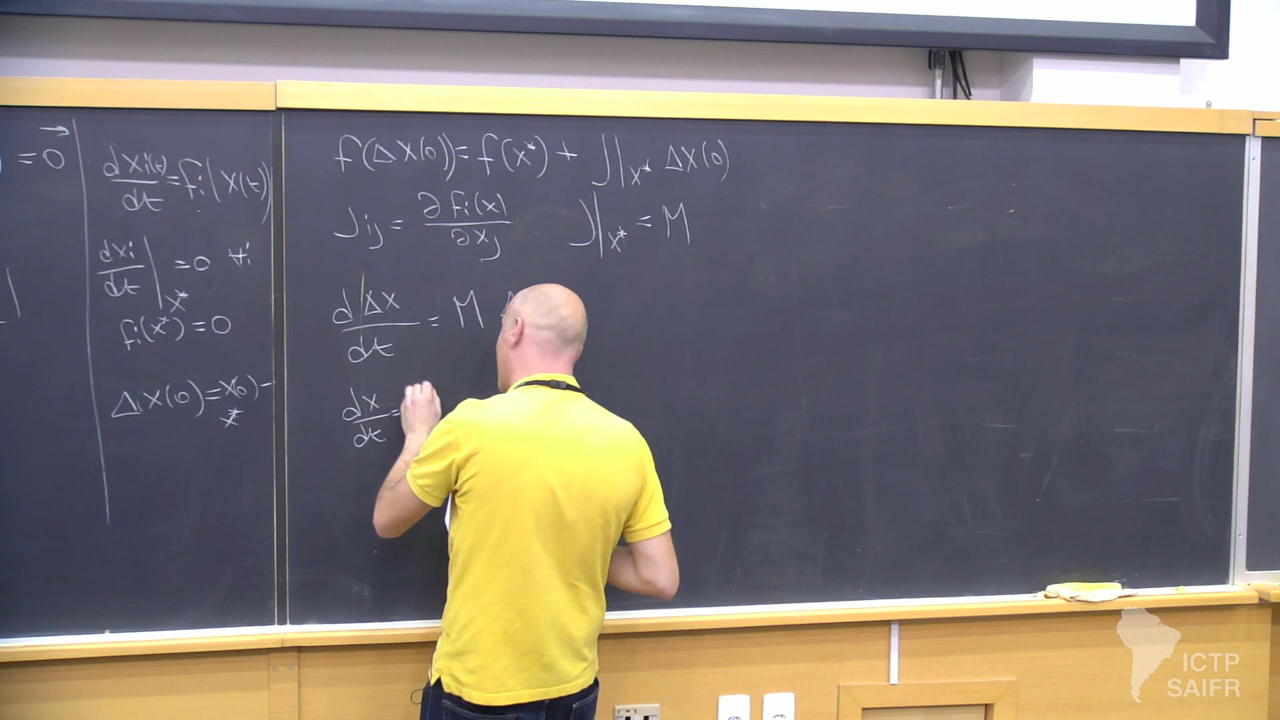 ) = 0⃗
dxᵢ(t)/dt = fᵢ(X(t))
dxᵢ/dt |x* = 0 ∀i
fᵢ(x*) = 0
ΔᵢX(0) = X(0) -
x*
f(ΔX(0)) = f(x*) + J|x* ΔX(0)
Jij = ∂fᵢ(x)/∂xj J|x* = M
dΔX/dt = M
dx/dt =
ICTP
SAIFR